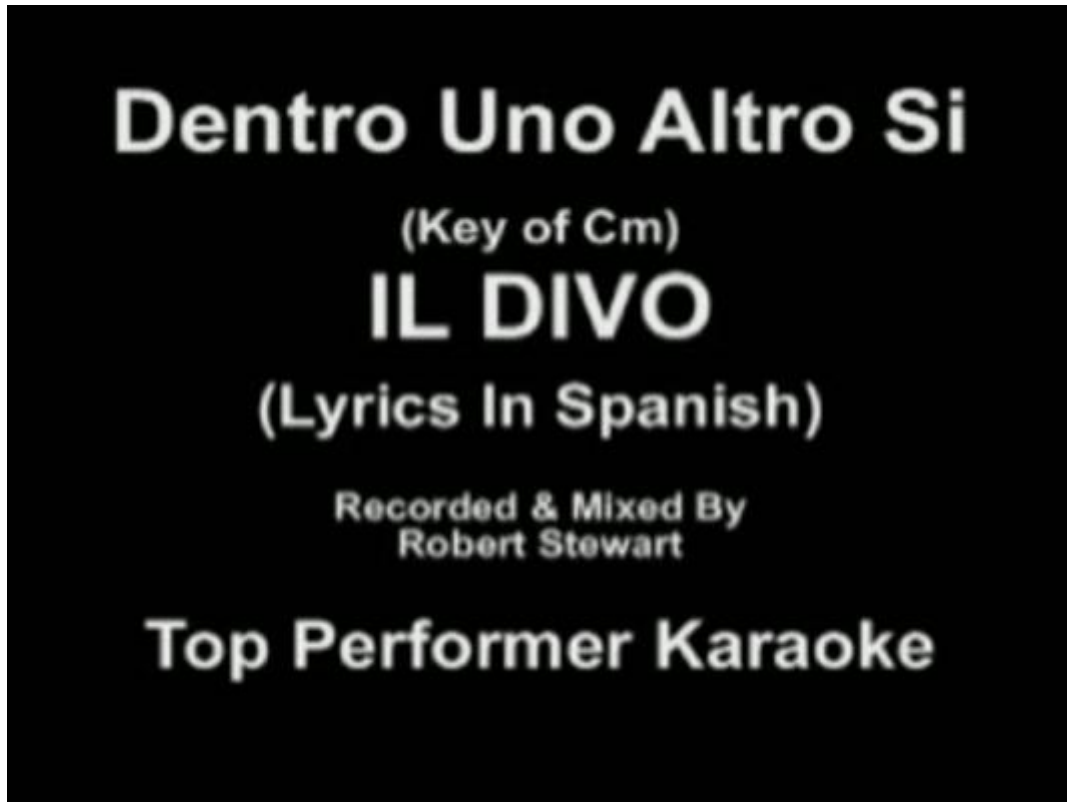 Dentro Uno Altro Si
(Key of Cm)
IL DIVO
(Lyrics In Spanish)
Recorded & Mixed By
Robert Stewart
Top Performer Karaoke